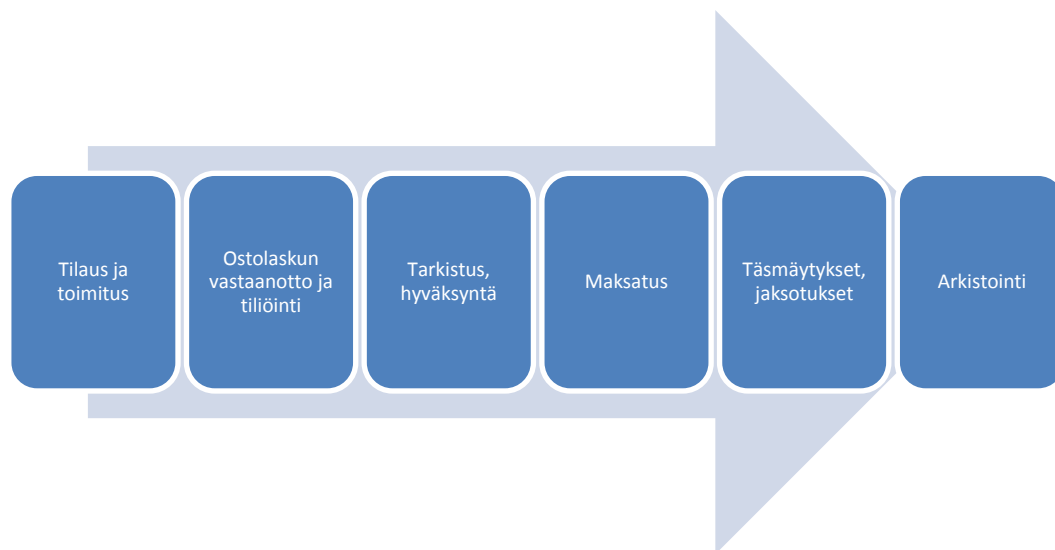 Tilaus ja
toimitus
Ostolaskun
vastaanotto ja
tiliöinti
Tarkistus,
hyväksyntä
Maksatus
Täsmäytykset,
jaksotukset
Arkistointi